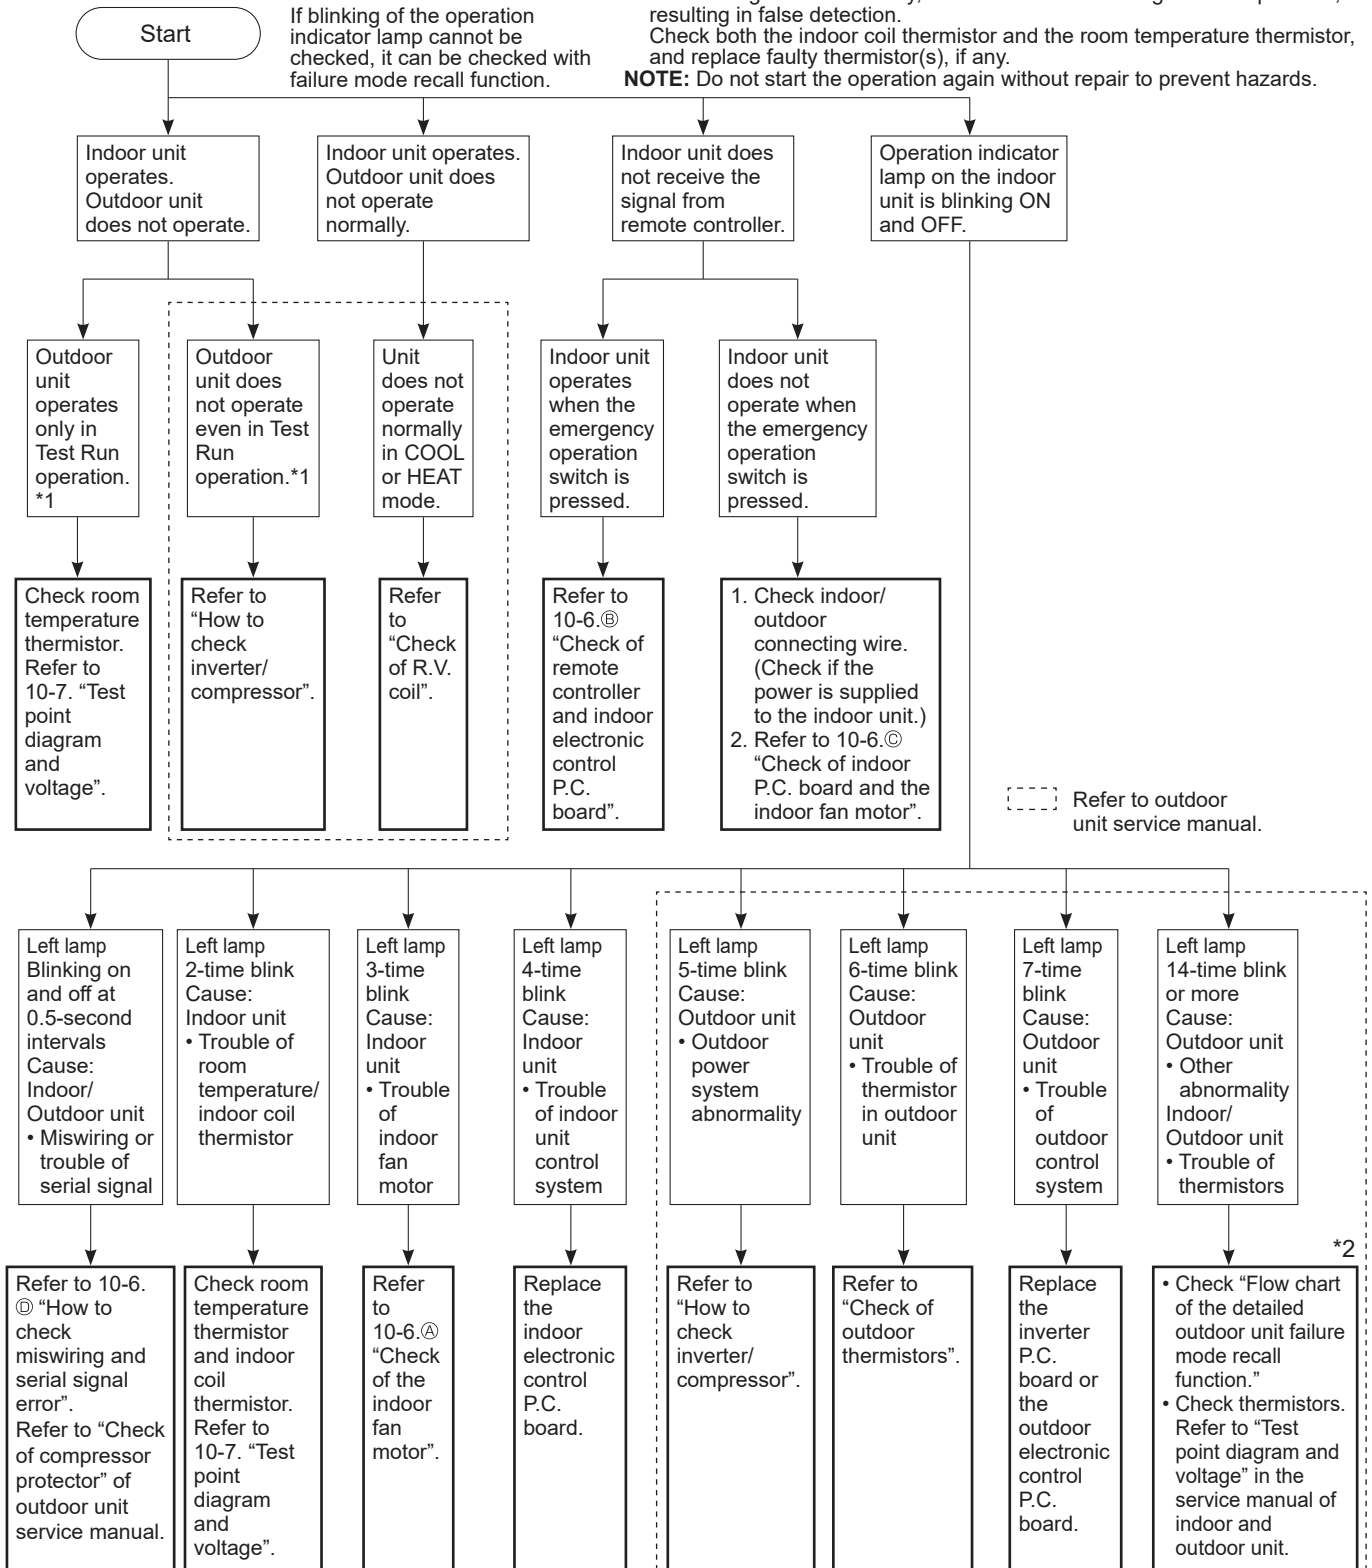 Start
If blinking of the operation
indicator lamp cannot be
checked, it can be checked with
failure mode recall function.
resulting in false detection.
Check both the indoor coil thermistor and the room temperature thermistor,
and replace faulty thermistor(s), if any.
NOTE: Do not start the operation again without repair to prevent hazards.
Indoor unit
operates.
Outdoor unit
does not operate.
Indoor unit operates.
Outdoor unit does
not operate
normally.
Indoor unit does
not receive the
signal from
remote controller.
Operation indicator
lamp on the indoor
unit is blinking ON
and OFF.
Outdoor
unit
operates
only in
Test Run
operation.
*1
Outdoor
unit does
not operate
even in Test
Run
operation.*1
Unit
does not
operate
normally
in COOL
or HEAT
mode.
Indoor unit
operates
when the
emergency
operation
switch is
pressed.
Indoor unit
does not
operate when
the emergency
operation
switch is
pressed.
Check room
temperature
thermistor.
Refer to
10-7. “Test
point
diagram
and
voltage”.
Refer to
“How to
check
inverter/
compressor”.
Refer
to
“Check
of R.V.
coil”.
Refer to
10-6.Ⓑ
“Check of
remote
controller
and indoor
electronic
control
P.C.
board”.
1. Check indoor/
outdoor
connecting wire.
(Check if the
power is supplied
to the indoor unit.)
2. Refer to 10-6.Ⓒ
“Check of indoor
P.C. board and the
indoor fan motor”.
Refer to outdoor
unit service manual.
Left lamp
Blinking on
and off at
0.5-second
intervals
Cause:
Indoor/
Outdoor unit
• Miswiring or
trouble of
serial signal
Left lamp
2-time blink
Cause:
Indoor unit
• Trouble of
room
temperature/
indoor coil
thermistor
Left lamp
3-time
blink
Cause:
Indoor
unit
• Trouble
of
indoor
fan
motor
Left lamp
4-time
blink
Cause:
Indoor
unit
• Trouble
of indoor
unit
control
system
Left lamp
5-time blink
Cause:
Outdoor unit
• Outdoor
power
system
abnormality
Left lamp
6-time blink
Cause:
Outdoor
unit
• Trouble of
thermistor
in outdoor
unit
Left lamp
7-time
blink
Cause:
Outdoor
unit
• Trouble
of
outdoor
control
system
Left lamp
14-time blink
or more
Cause:
Outdoor unit
• Other
abnormality
Indoor/
Outdoor unit
• Trouble of
thermistors
*2
Refer to 10-6.
Ⓓ “How to
check
miswiring and
serial signal
error”.
Refer to “Check
of compressor
protector” of
outdoor unit
service manual.
Check room
temperature
thermistor
and indoor
coil
thermistor.
Refer to
10-7. “Test
point
diagram
and
voltage”.
Refer
to
10-6.Ⓐ
“Check
of the
indoor
fan
motor”.
Replace
the
indoor
electronic
control
P.C.
board.
Refer to
“How to
check
inverter/
compressor”.
Refer to
“Check of
outdoor
thermistors”.
Replace
the
inverter
P.C.
board or
the
outdoor
electronic
control
P.C.
board.
• Check “Flow chart
of the detailed
outdoor unit failure
mode recall
function.”
• Check thermistors.
Refer to “Test
point diagram and
voltage” in the
service manual of
indoor and
outdoor unit.